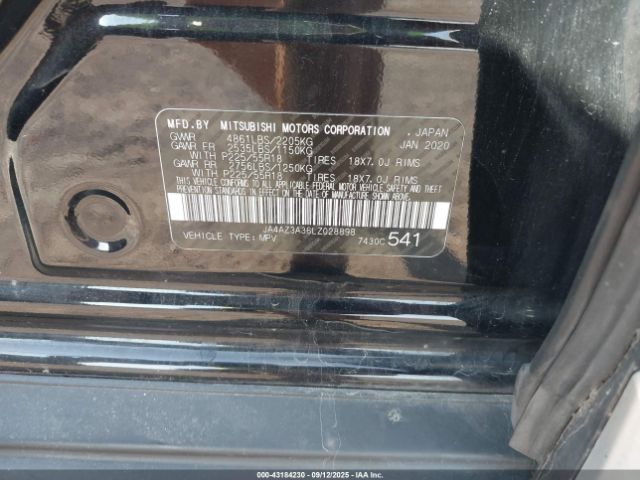 MFD.BY MITSUBISHI MOTORS CORPORATION . JAPAN
GVWR 4861LBS/2205KG JAN 2020
GAWR FR 2535LBS/1150KG
WITH P225/55R18 TIRES 18X7.0J RIMS
GAWR RR 2756LBS/1250KG
WITH P225/55R18 TIRES 18X7.0J RIMS
THIS VEHICLE CONFORMS TO ALL APPLICABLE FEDERAL MOTOR VEHICLE SAFETY AND THEFT
PREVENTION STANDARDS IN EFFECT ON THE DATE OF MANUFACTURE SHOWN ABOVE.
JA4AZ3A36LZ028898
VEHICLE TYPE:MPV 7430C 541
00-43184230 - 09/12/2025 - IAAI.COM